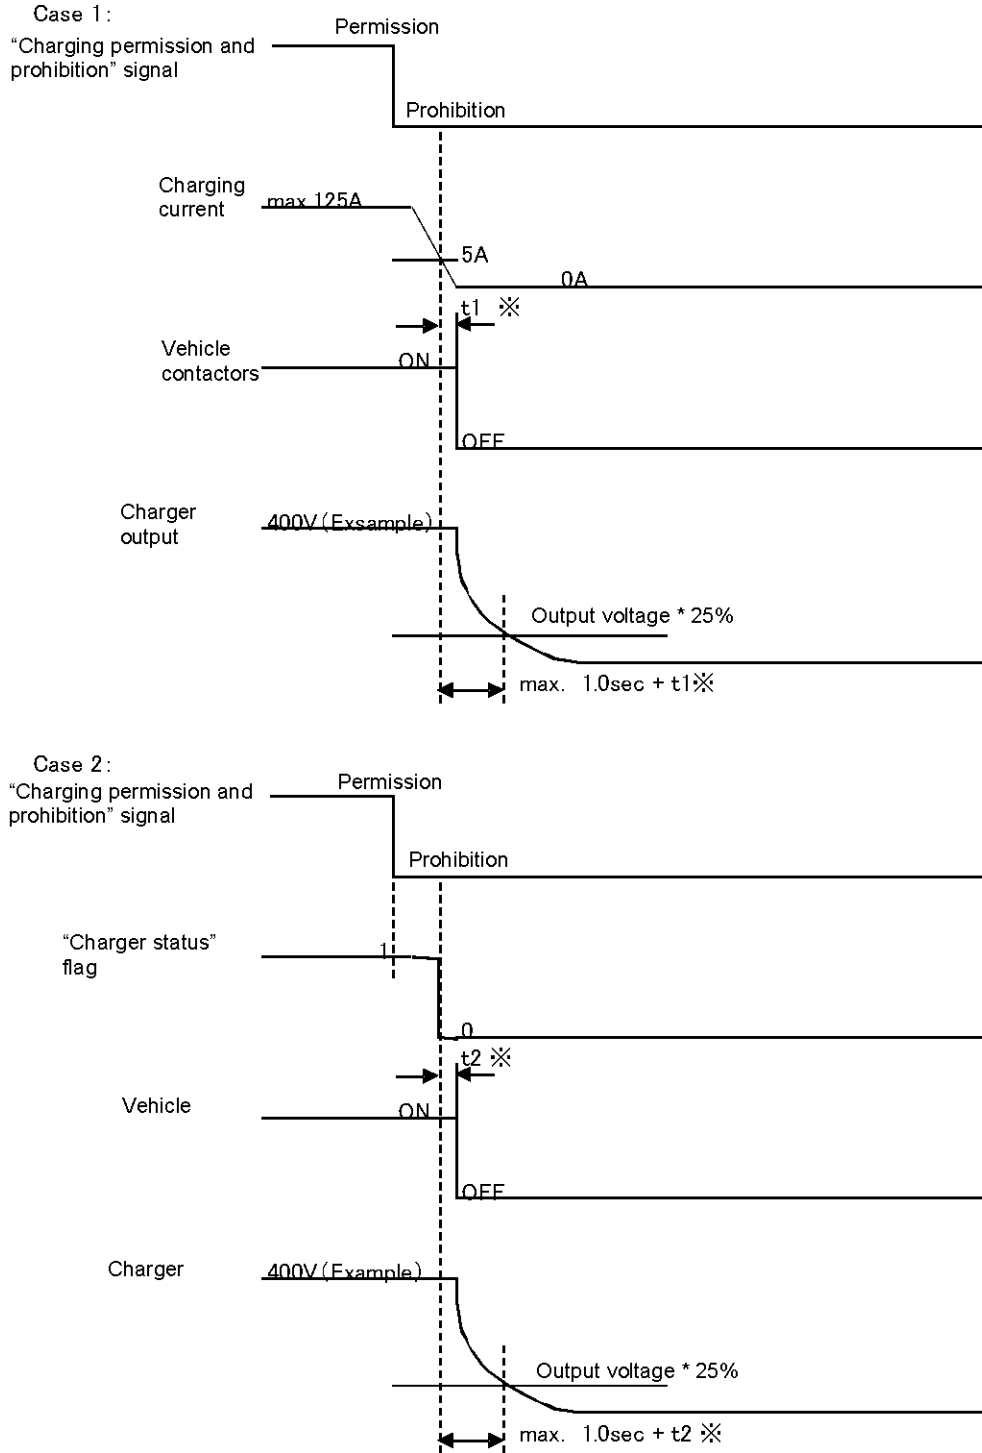 Case 1:
Permission
“Charging permission and
prohibition” signal
Prohibition
Charging
current
max 125A
5A
0A
t1 ※
Vehicle
contactors
ON
OFF
Charger
output
400V(Exsample)
Output voltage * 25%
max. 1.0sec + t1※
Case 2:
Permission
“Charging permission and
prohibition” signal
Prohibition
“Charger status”
flag
1
0
t2 ※
Vehicle
ON
OFF
Charger
400V(Example)
Output voltage * 25%
max. 1.0sec + t2 ※